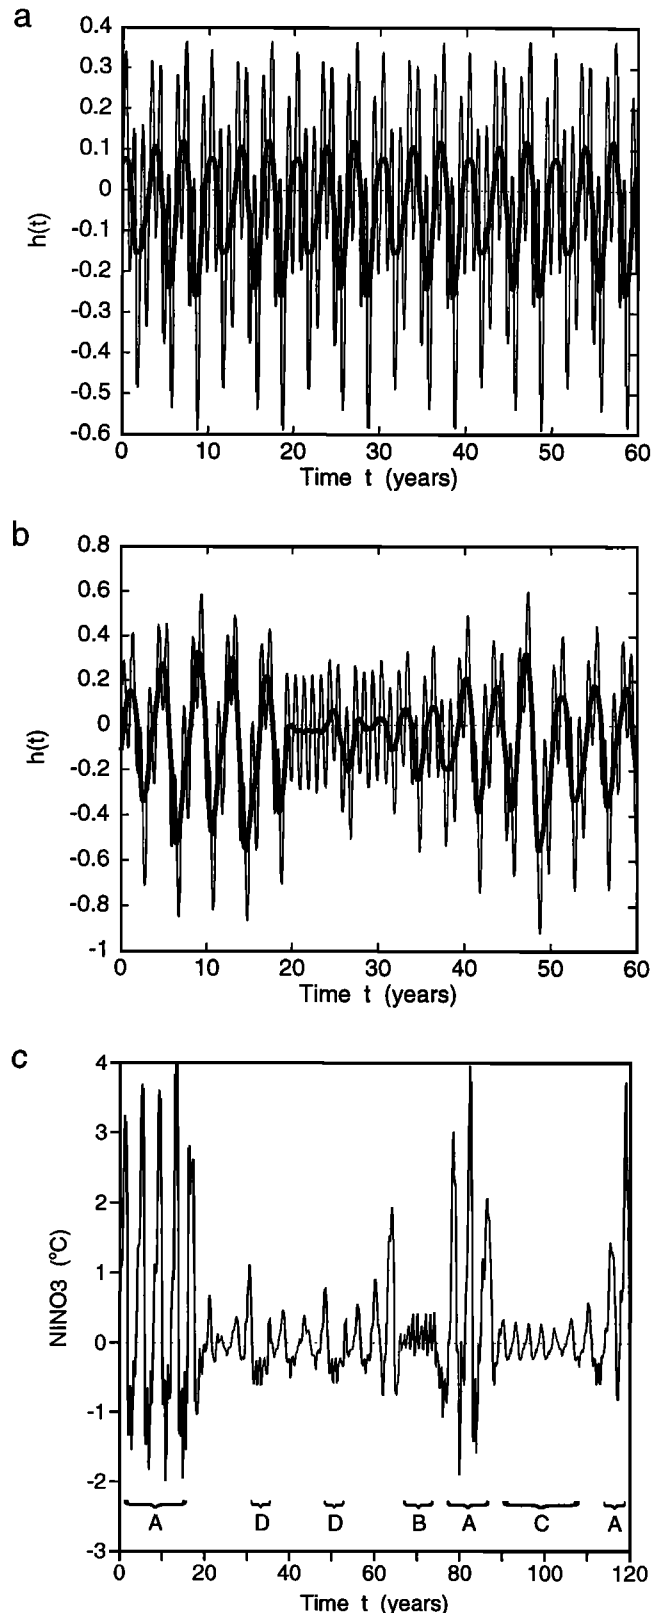 a
0.4
0.3
0.2
0.1
0
-0.1
-0.2
-0.3
-0.4
-0.5
-0.6
h(t)
0 10 20 30 40 50 60
Time t (years)
b
0.8
0.6
0.4
0.2
0
-0.2
-0.4
-0.6
-0.8
-1
h(t)
0 10 20 30 40 50 60
Time t (years)
c
4
3
2
1
0
-1
-2
-3
NINO3 (ºC)
A D D B A C A
0 20 40 60 80 100 120
Time t (years)